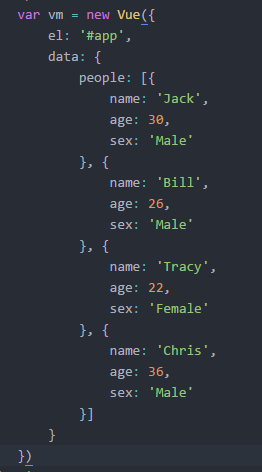 var vm = new Vue({
    el: '#app',
    data: {
        people: [{
            name: 'Jack',
            age: 30,
            sex: 'Male'
        }, {
            name: 'Bill',
            age: 26,
            sex: 'Male'
        }, {
            name: 'Tracy',
            age: 22,
            sex: 'Female'
        }, {
            name: 'Chris',
            age: 36,
            sex: 'Male'
        }]
    }
})